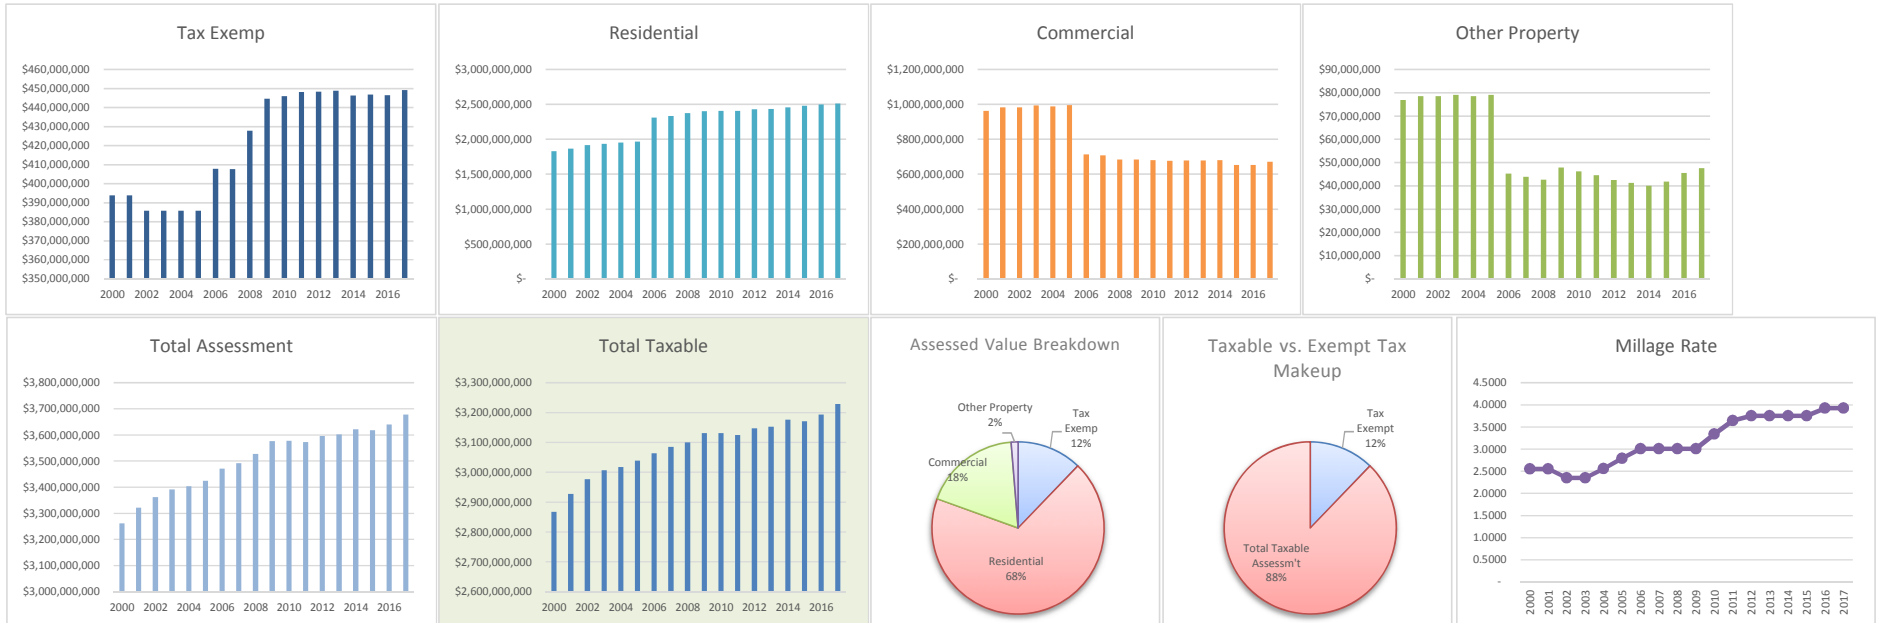 Tax Exemp
$460,000,000
$450,000,000
$440,000,000
$430,000,000
$420,000,000
$410,000,000
$400,000,000
$390,000,000
$380,000,000
$370,000,000
$360,000,000
$350,000,000
2000 2002 2004 2006 2008 2010 2012 2014 2016
Residential
$3,000,000,000
$2,500,000,000
$2,000,000,000
$1,500,000,000
$1,000,000,000
$500,000,000
$-
2000 2002 2004 2006 2008 2010 2012 2014 2016
Commercial
$1,200,000,000
$1,000,000,000
$800,000,000
$600,000,000
$400,000,000
$200,000,000
$-
2000 2002 2004 2006 2008 2010 2012 2014 2016
Other Property
$90,000,000
$80,000,000
$70,000,000
$60,000,000
$50,000,000
$40,000,000
$30,000,000
$20,000,000
$10,000,000
$-
2000 2002 2004 2006 2008 2010 2012 2014 2016
Total Assessment
$3,800,000,000
$3,700,000,000
$3,600,000,000
$3,500,000,000
$3,400,000,000
$3,300,000,000
$3,200,000,000
$3,100,000,000
$3,000,000,000
2000 2002 2004 2006 2008 2010 2012 2014 2016
Total Taxable
$3,300,000,000
$3,200,000,000
$3,100,000,000
$3,000,000,000
$2,900,000,000
$2,800,000,000
$2,700,000,000
$2,600,000,000
2000 2002 2004 2006 2008 2010 2012 2014 2016
Assessed Value Breakdown
Other Property
2%
Tax
Exemp
12%
Commercial
18%
Residential
68%
Taxable vs. Exempt Tax
Makeup
Tax
Exempt
12%
Total Taxable
Assessm't
88%
Millage Rate
4.5000
4.0000
3.5000
3.0000
2.5000
2.0000
1.5000
1.0000
0.5000
-
2000 2001 2002 2003 2004 2005 2006 2007 2008 2009 2010 2011 2012 2013 2014 2015 2016 2017